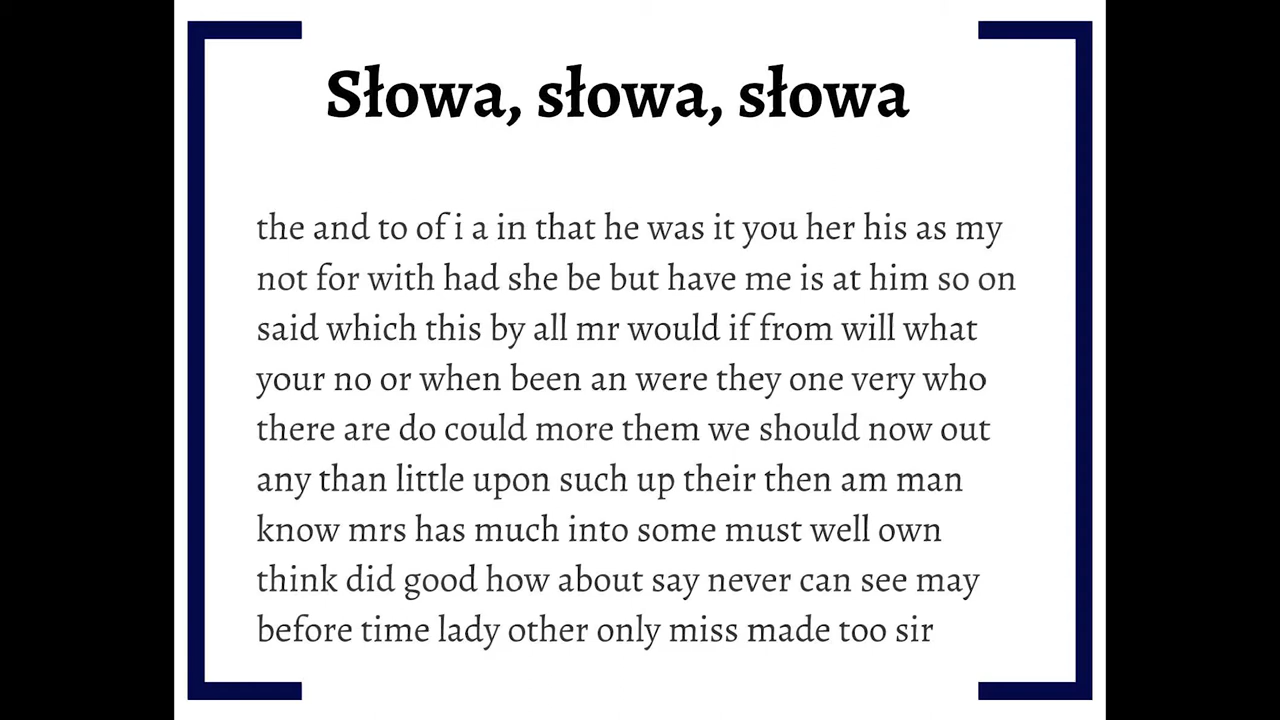 Słowa, słowa, słowa
the and to of i a in that he was it you her his as my
not for with had she be but have me is at him so on
said which this by all mr would if from will what
your no or when been an were they one very who
there are do could more them we should now out
any than little upon such up their then am man
know mrs has much into some must well own
think did good how about say never can see may
before time lady other only miss made too sir